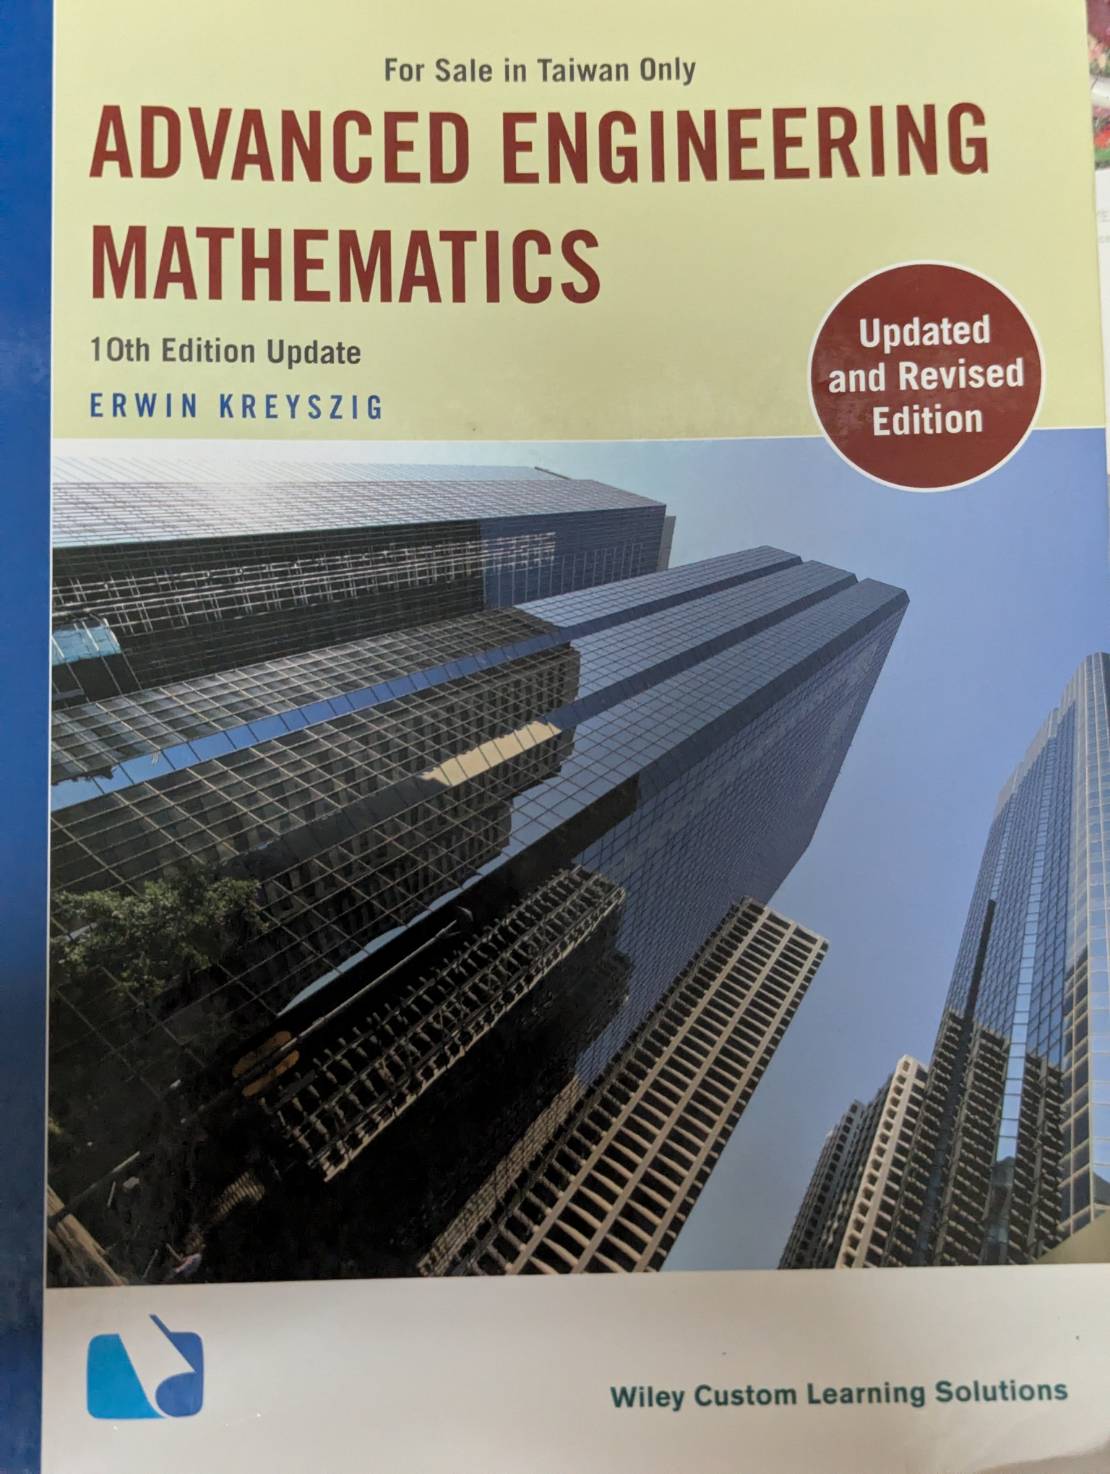 For Sale in Taiwan Only
ADVANCED ENGINEERING
MATHEMATICS
10th Edition Update
ERWIN KREYSZIG
Updated
and Revised
Edition
Wiley Custom Learning Solutions